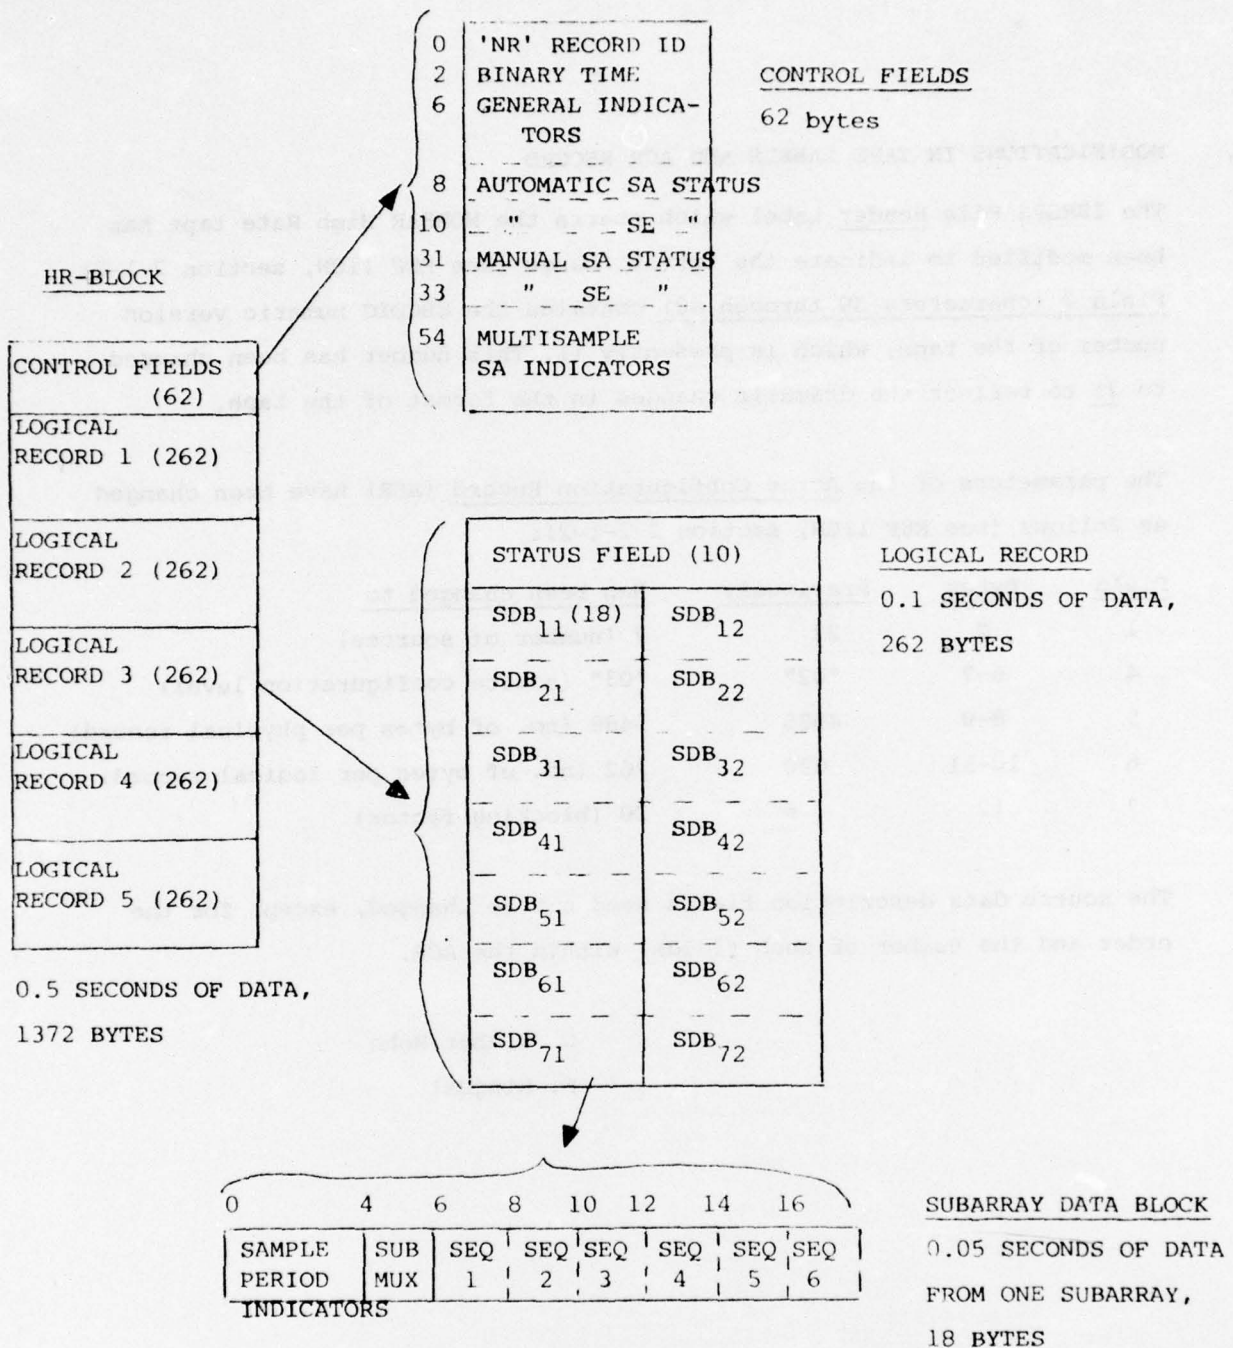 0 'NR' RECORD ID
2 BINARY TIME
6 GENERAL INDICA-
TORS
8 AUTOMATIC SA STATUS
10 " SE "
31 MANUAL SA STATUS
33 " SE "
54 MULTISAMPLE
SA INDICATORS
CONTROL FIELDS
62 bytes
HR-BLOCK
CONTROL FIELDS
(62)
LOGICAL
RECORD 1 (262)
LOGICAL
RECORD 2 (262)
LOGICAL
RECORD 3 (262)
LOGICAL
RECORD 4 (262)
LOGICAL
RECORD 5 (262)
0.5 SECONDS OF DATA,
1372 BYTES
STATUS FIELD (10)
SDB11 (18) SDB12
SDB21 SDB22
SDB31 SDB32
SDB41 SDB42
SDB51 SDB52
SDB61 SDB62
SDB71 SDB72
LOGICAL RECORD
0.1 SECONDS OF DATA,
262 BYTES
0 4 6 8 10 12 14 16
SAMPLE SUB SEQ SEQ SEQ SEQ SEQ SEQ
PERIOD MUX 1 2 3 4 5 6
INDICATORS
SUBARRAY DATA BLOCK
0.05 SECONDS OF DATA
FROM ONE SUBARRAY,
18 BYTES